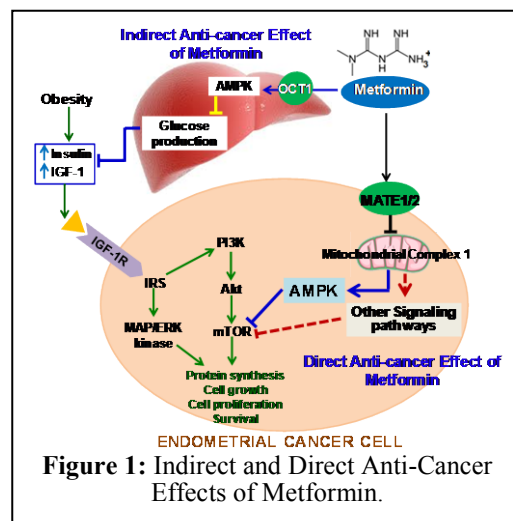 Indirect Anti-cancer Effect
of Metformin
NH
NH
N
N
H
NH3+
AMPK
OCT1
Metformin
Obesity
Glucose
production
Insulin
IGF-1
MATE1/2
IGF-1R
PI3K
Mitochondrial Complex 1
IRS
AMPK
Akt
Other Signaling
pathways
MAP/ERK
kinase
mTOR
Direct Anti-cancer Effect of
Metformin
Protein synthesis
Cell growth
Cell proliferation
Survival
ENDOMETRIAL CANCER CELL
Figure 1: Indirect and Direct Anti-Cancer
Effects of Metformin.